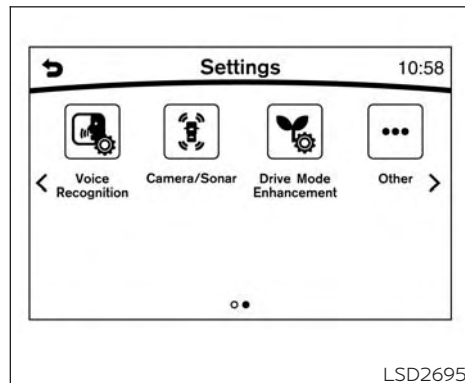 Settings 10:58
Voice Recognition
Camera/Sonar
Drive Mode Enhancement
Other
LSD2695